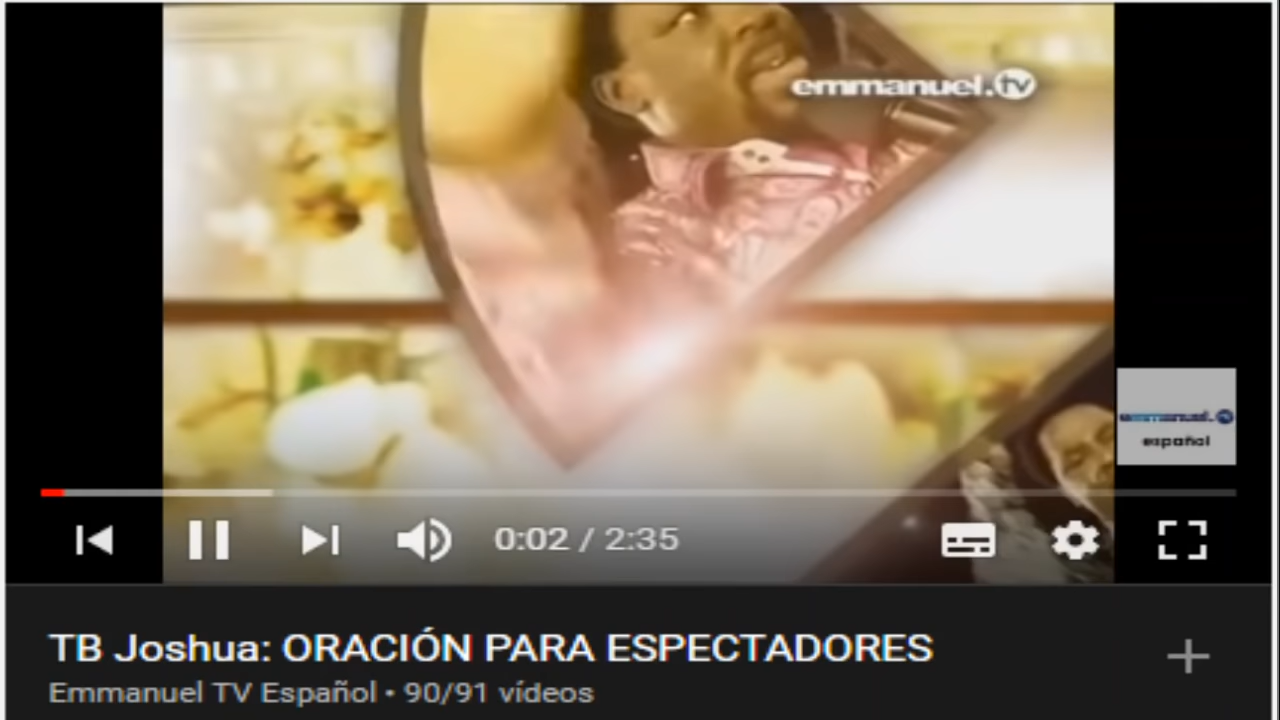 emmanuel.tv
emmanuel.tv
español
0:02 / 2:35
TB Joshua: ORACIÓN PARA ESPECTADORES
Emmanuel TV Español • 90/91 vídeos